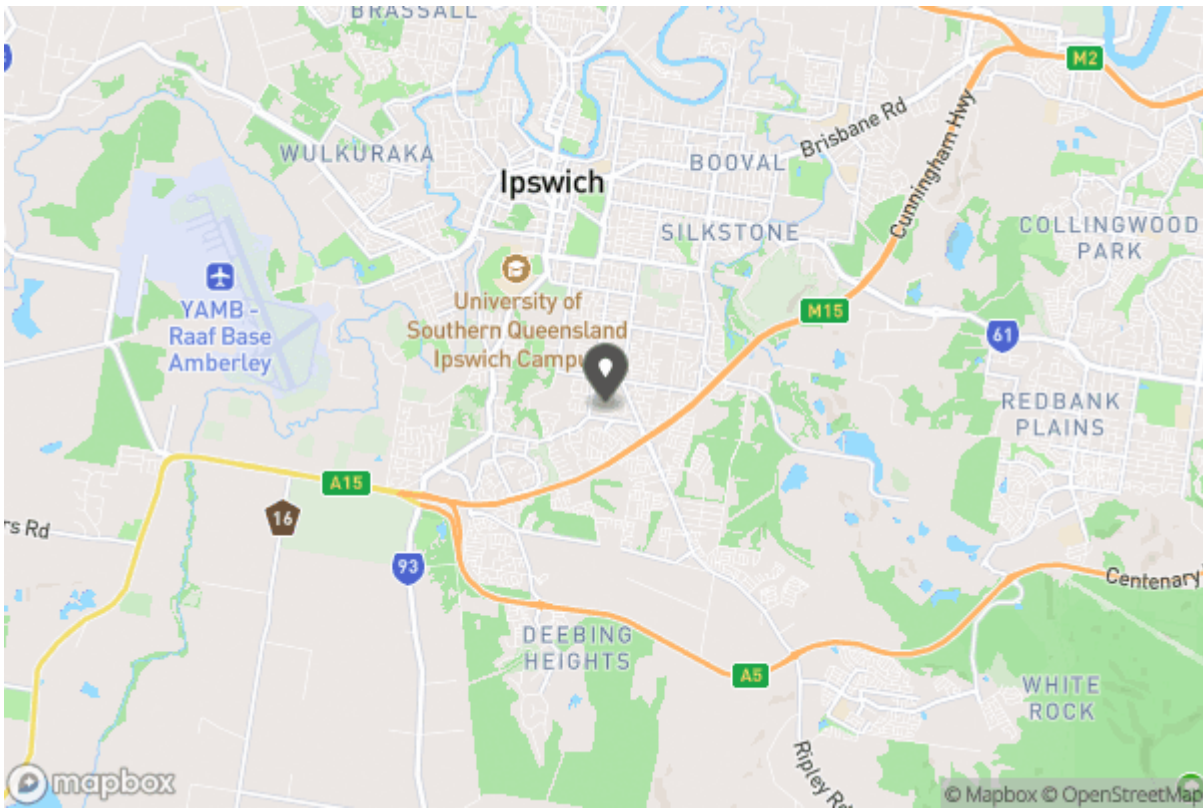 BRASSALL
M2
Brisbane Rd
Cunningham Hwy
WULKURAKA
BOOVAL
Ipswich
SILKSTONE
COLLINGWOOD
PARK
University of
Southern Queensland
Ipswich Campu
YAMB -
Raaf Base
Amberley
M15
61
REDBANK
PLAINS
A15
16
rs Rd
93
Centenary
DEEBING
HEIGHTS
A5
WHITE
ROCK
Ripley Rd
mapbox
© Mapbox © OpenStreetMap